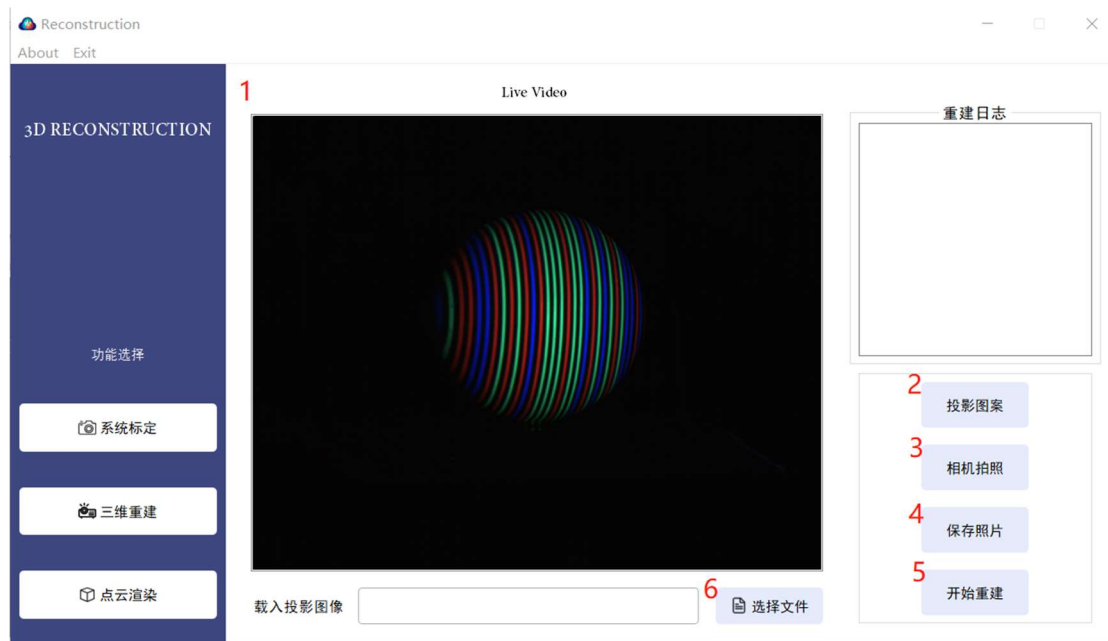 Reconstruction
About Exit
3D RECONSTRUCTION
功能选择
系统标定
三维重建
点云渲染
1
Live Video
载入投影图像
6
选择文件
重建日志
2
投影图案
3
相机拍照
4
保存照片
5
开始重建